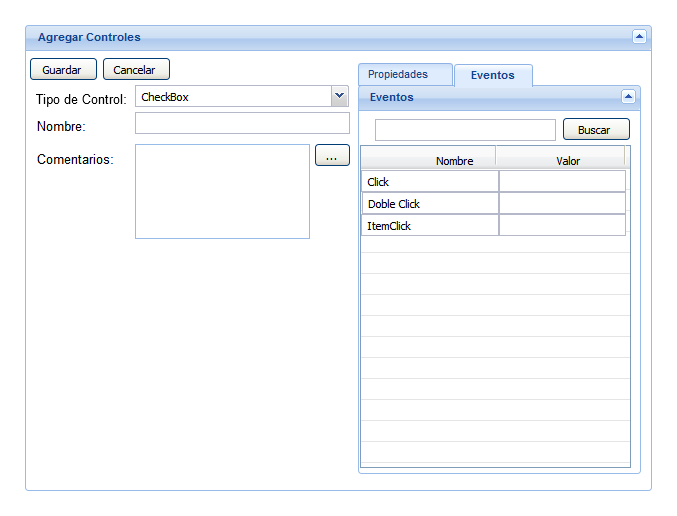 Agregar Controles
Guardar Cancelar
Tipo de Control: CheckBox
Nombre:
Comentarios: ...
Propiedades Eventos
Eventos
Buscar
Nombre Valor
Click
Doble Click
ItemClick